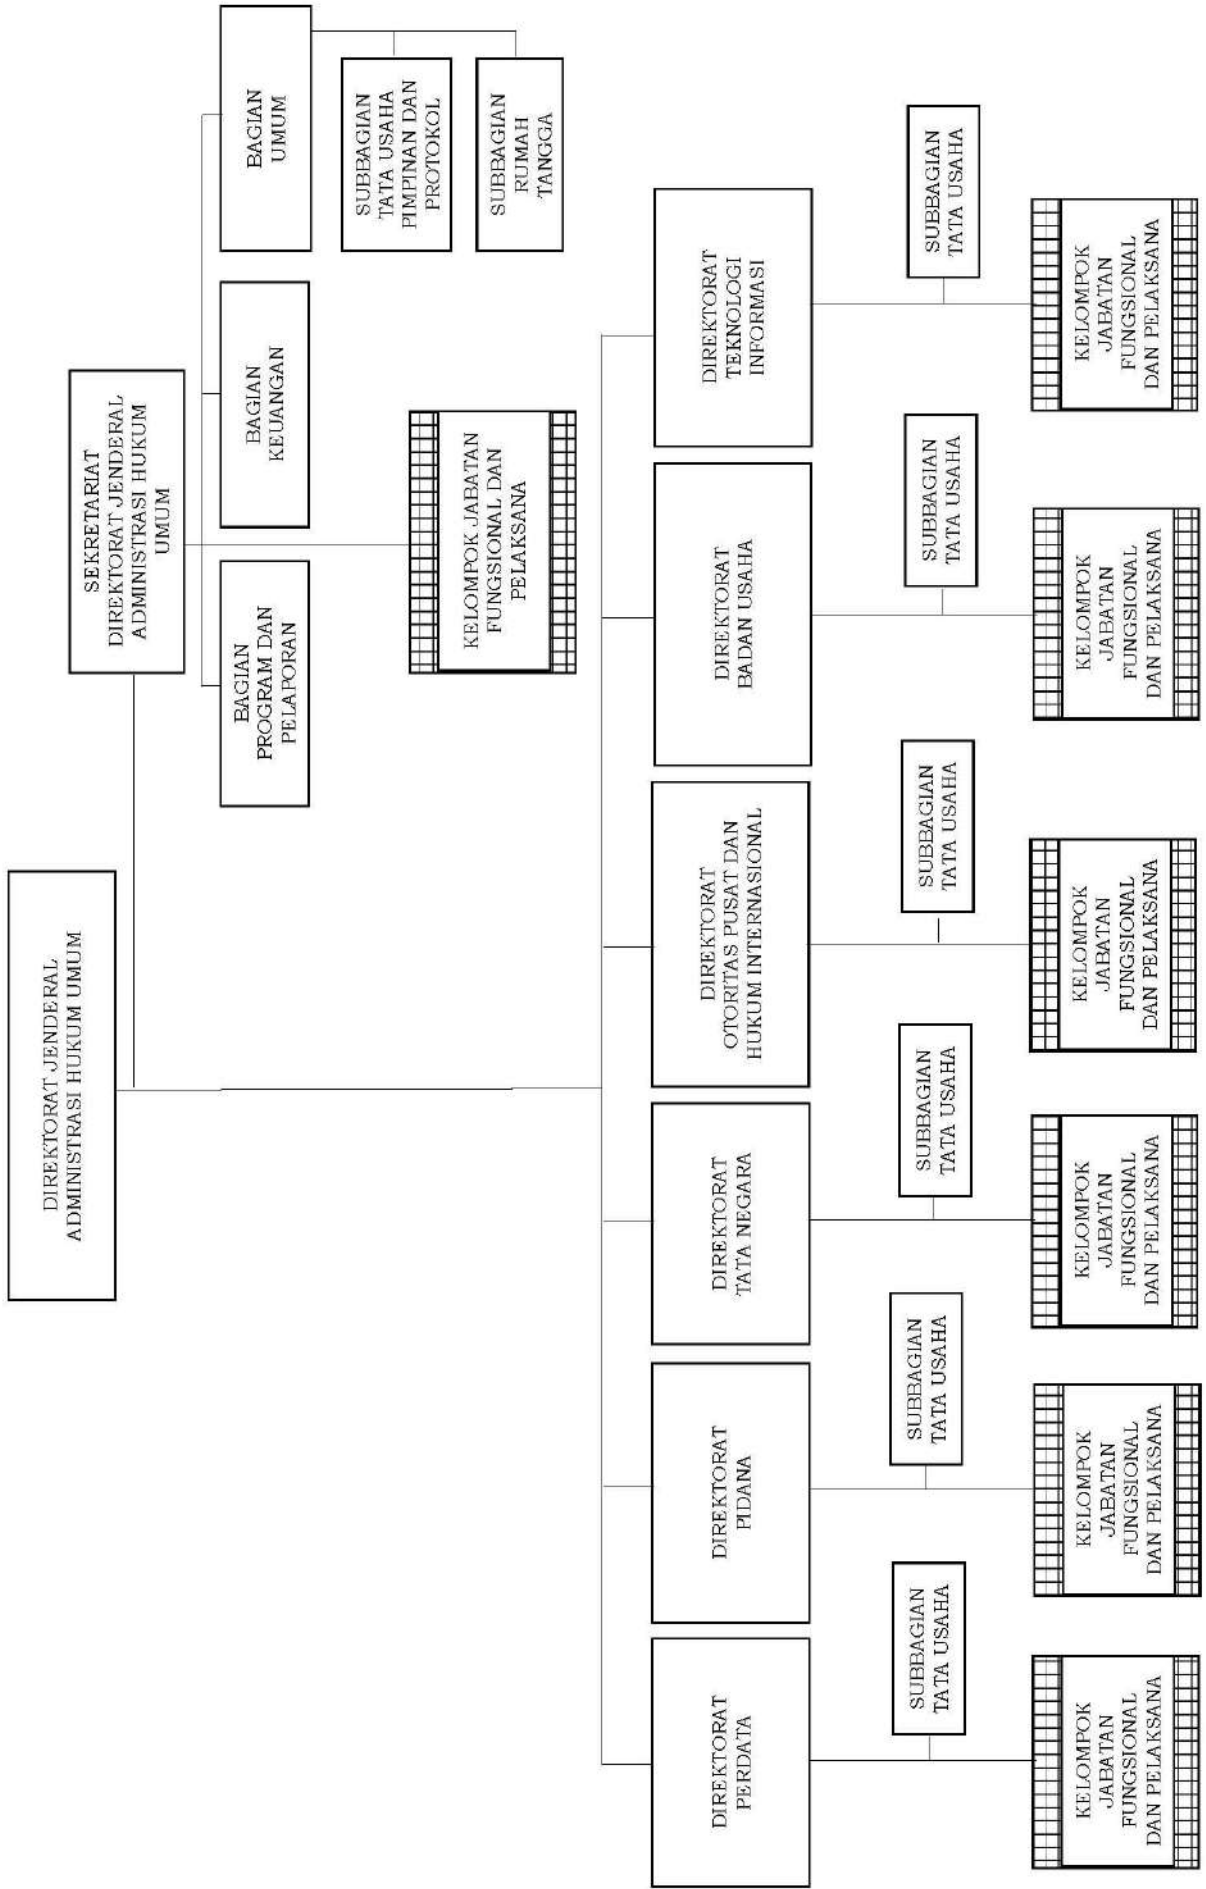 DIREKTORAT JENDERAL
ADMINISTRASI HUKUM UMUM
SEKRETARIAT
DIREKTORAT JENDERAL
ADMINISTRASI HUKUM
UMUM
BAGIAN
PROGRAM DAN
PELAPORAN
BAGIAN
KEUANGAN
BAGIAN
UMUM
SUBBAGIAN
TATA USAHA
PIMPINAN DAN
PROTOKOL
SUBBAGIAN
RUMAH
TANGGA
KELOMPOK JABATAN
FUNGSIONAL DAN
PELAKSANA
DIREKTORAT
PERDATA
DIREKTORAT
PIDANA
DIREKTORAT
TATA NEGARA
DIREKTORAT
OTORITAS PUSAT DAN
HUKUM INTERNASIONAL
DIREKTORAT
BADAN USAHA
DIREKTORAT
TEKNOLOGI
INFORMASI
SUBBAGIAN
TATA USAHA
SUBBAGIAN
TATA USAHA
SUBBAGIAN
TATA USAHA
SUBBAGIAN
TATA USAHA
SUBBAGIAN
TATA USAHA
SUBBAGIAN
TATA USAHA
KELOMPOK
JABATAN
FUNGSIONAL
DAN PELAKSANA
KELOMPOK
JABATAN
FUNGSIONAL
DAN PELAKSANA
KELOMPOK
JABATAN
FUNGSIONAL
DAN PELAKSANA
KELOMPOK
JABATAN
FUNGSIONAL
DAN PELAKSANA
KELOMPOK
JABATAN
FUNGSIONAL
DAN PELAKSANA
KELOMPOK
JABATAN
FUNGSIONAL
DAN PELAKSANA